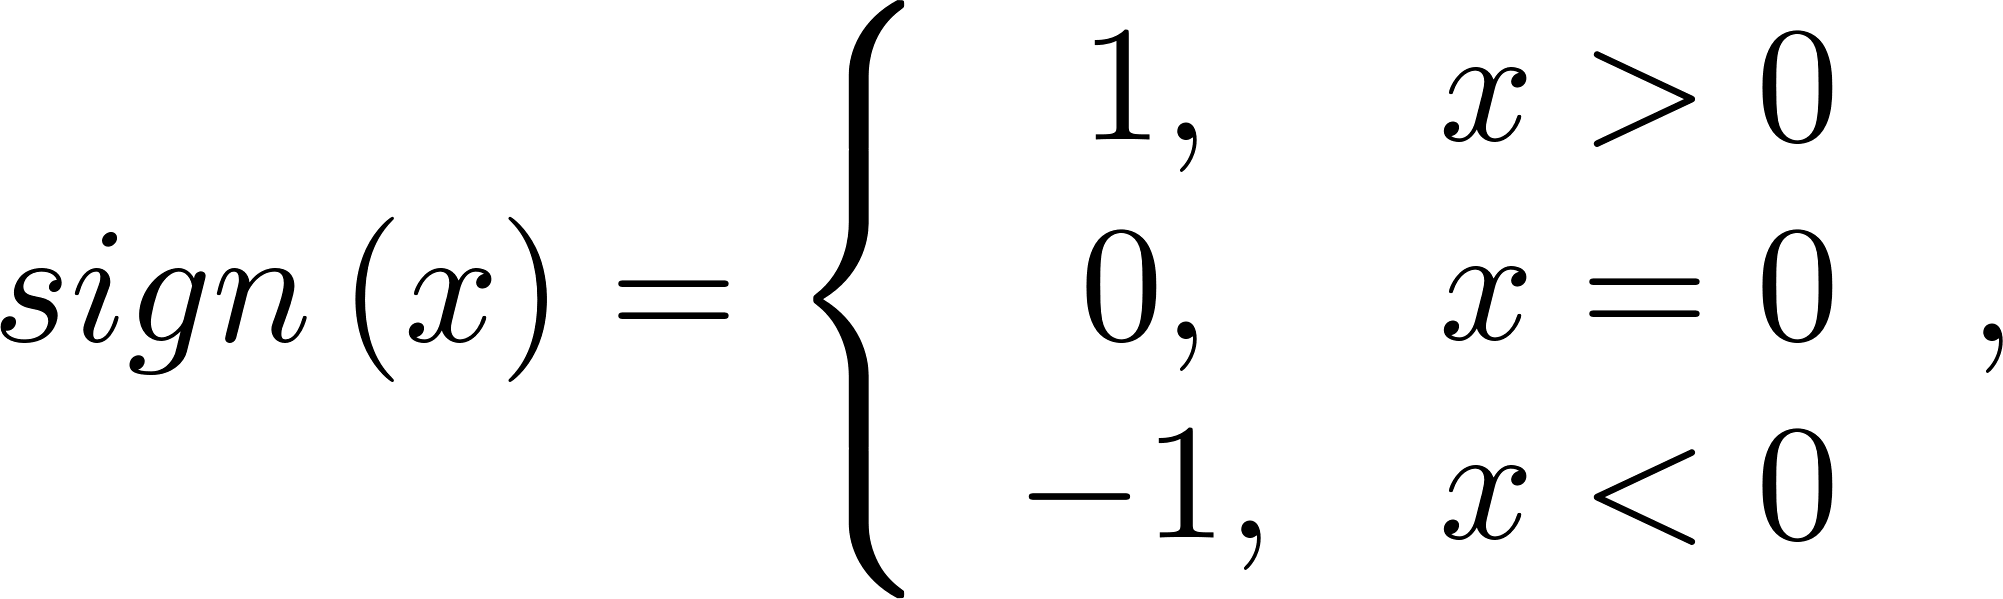 1, x > 0
sign (x) = { 0, x = 0 ,
−1, x < 0